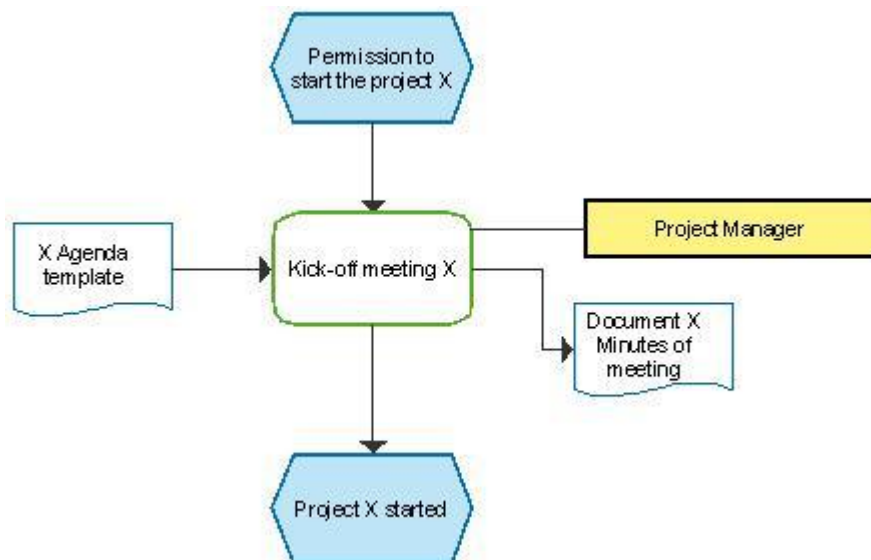 Permission to
start the project X
Project Manager
X Agenda
template
Kick-off meeting X
Document X
Minutes of
meeting
Project X started